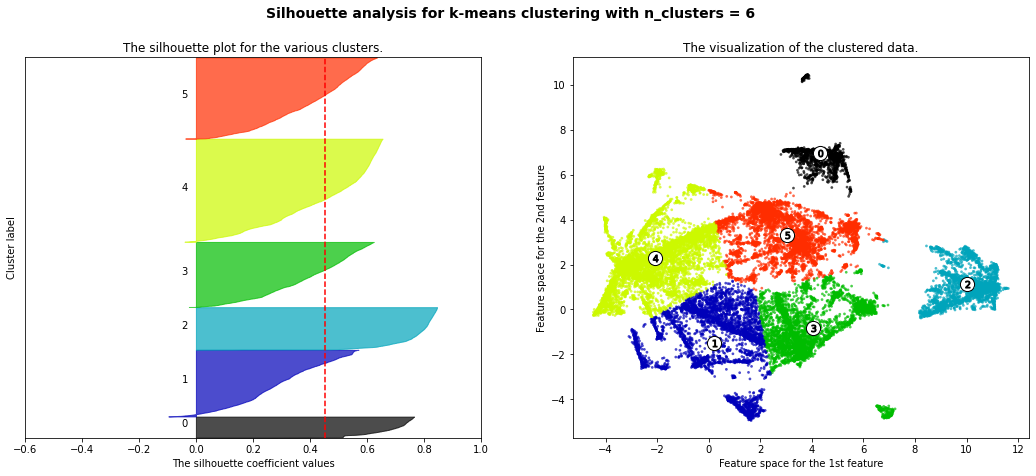 Silhouette analysis for k-means clustering with n_clusters = 6
The silhouette plot for the various clusters.
Cluster label
5
4
3
2
1
0
−0.6 −0.4 −0.2 0.0 0.2 0.4 0.6 0.8 1.0
The silhouette coefficient values
The visualization of the clustered data.
Feature space for the 2nd feature
10
8
6
4
2
0
−2
−4
0
5
4
2
3
1
−4 −2 0 2 4 6 8 10 12
Feature space for the 1st feature